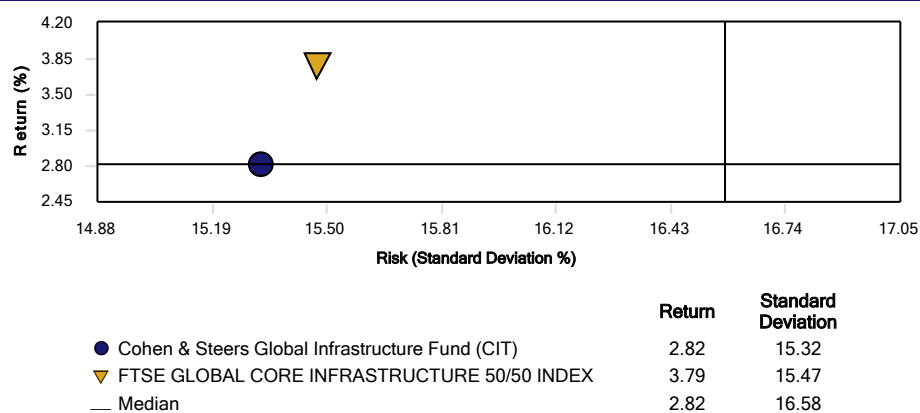 4.20
3.85
3.50
3.15
2.80
2.45
Return (%)
14.88 15.19 15.50 15.81 16.12 16.43 16.74 17.05
Risk (Standard Deviation %)
Return Standard Deviation
Cohen & Steers Global Infrastructure Fund (CIT) 2.82 15.32
FTSE GLOBAL CORE INFRASTRUCTURE 50/50 INDEX 3.79 15.47
Median 2.82 16.58